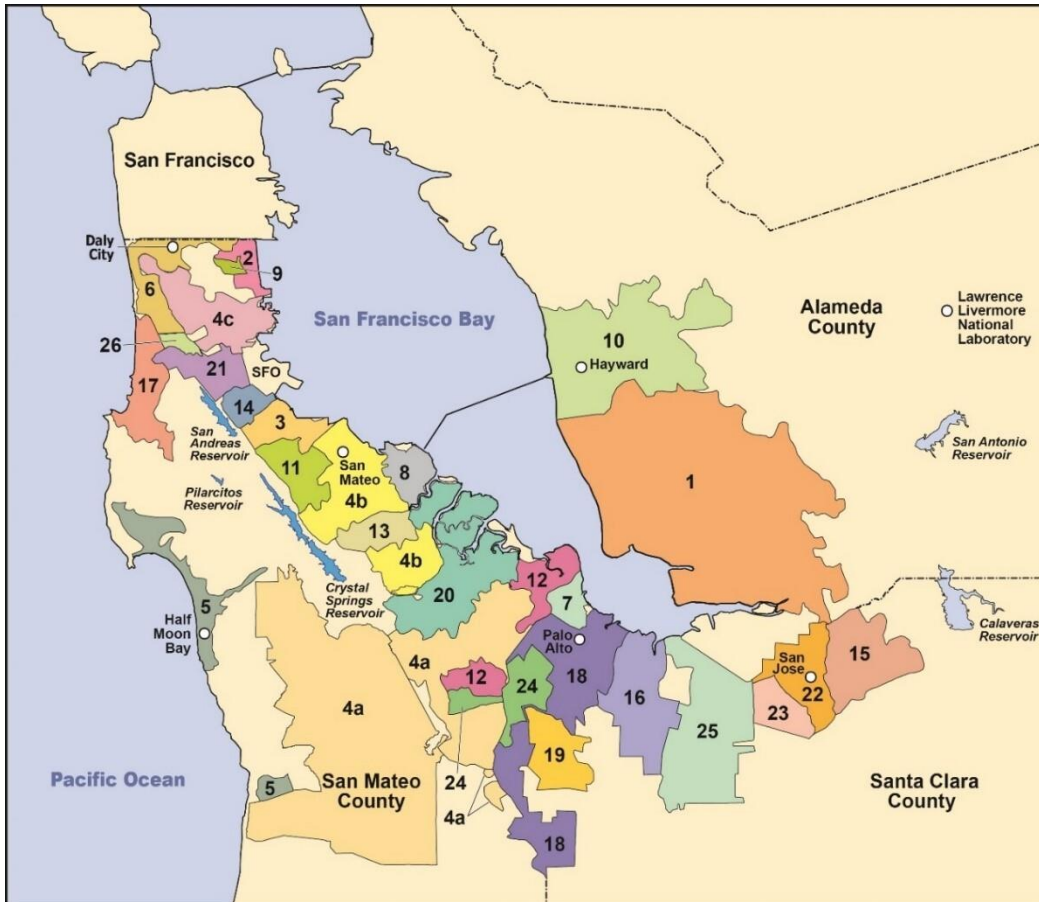 San Francisco
Daly
City
2
9
6
4c
San Francisco Bay
Alameda
County
Lawrence
Livermore
National
Laboratory
26
10
Hayward
21
SFO
17
14
3
San
Andreas
Reservoir
San Antonio
Reservoir
11
San
Mateo
8
1
Pilarcitos
Reservoir
4b
13
4b
12
Crystal
Springs
Reservoir
20
7
5
Half
Moon
Bay
Calaveras
Reservoir
Palo
Alto
4a
12
24
18
16
San
Jose
15
22
23
4a
25
19
Pacific Ocean
5
San Mateo
County
24
4a
Santa Clara
County
18